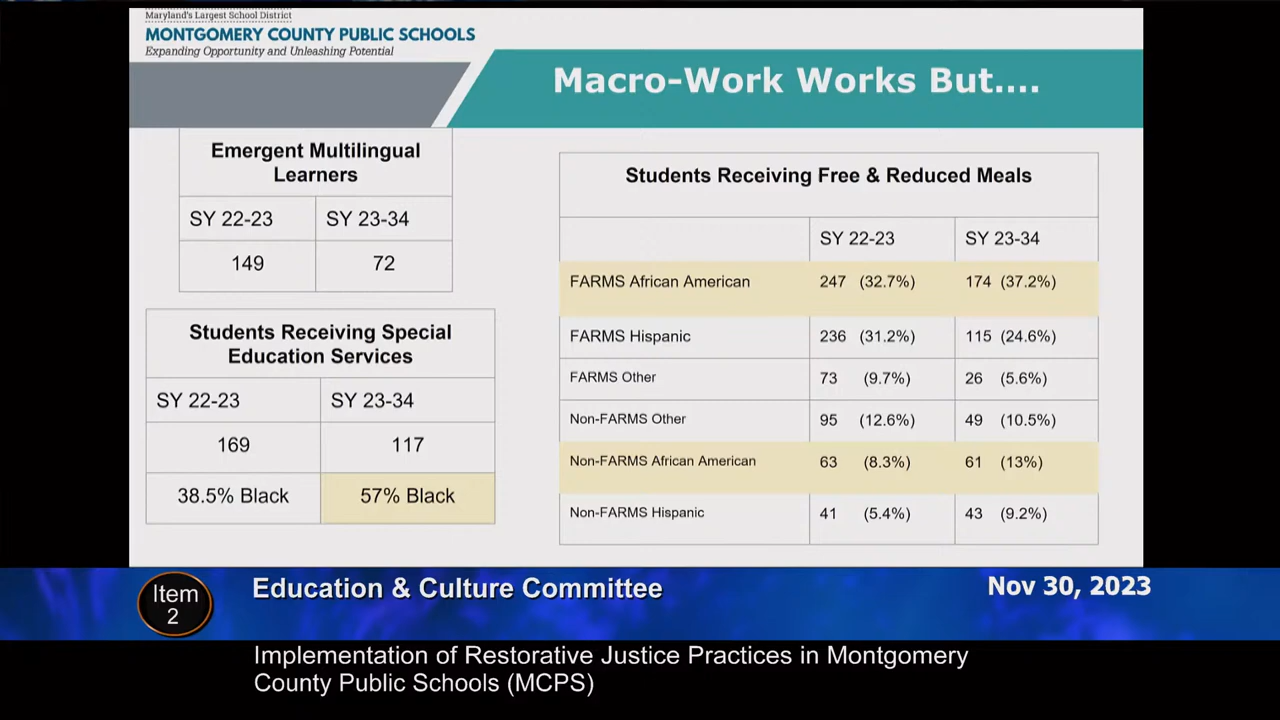 Maryland's Largest School District
MONTGOMERY COUNTY PUBLIC SCHOOLS
Expanding Opportunity and Unleashing Potential
Macro-Work Works But....
Emergent Multilingual
Learners
SY 22-23 SY 23-34
149 72
Students Receiving Special
Education Services
SY 22-23 SY 23-34
169 117
38.5% Black 57% Black
Students Receiving Free & Reduced Meals
SY 22-23 SY 23-34
FARMS African American 247 (32.7%) 174 (37.2%)
FARMS Hispanic 236 (31.2%) 115 (24.6%)
FARMS Other 73 (9.7%) 26 (5.6%)
Non-FARMS Other 95 (12.6%) 49 (10.5%)
Non-FARMS African American 63 (8.3%) 61 (13%)
Non-FARMS Hispanic 41 (5.4%) 43 (9.2%)
Item
2
Education & Culture Committee
Nov 30, 2023
Implementation of Restorative Justice Practices in Montgomery
County Public Schools (MCPS)